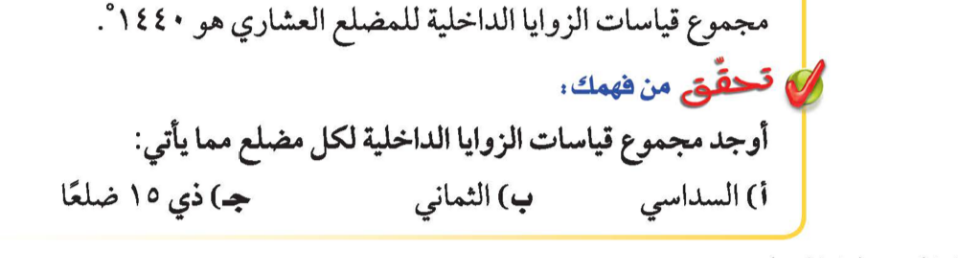 مجموع قياسات الزوايا الداخلية للمضلع العشاري هو ١٤٤٠°.
تحقّق من فهمك:
أوجد مجموع قياسات الزوايا الداخلية لكل مضلع مما يأتي:
أ) السداسي ب) الثماني جـ) ذي ١٥ ضلعًا